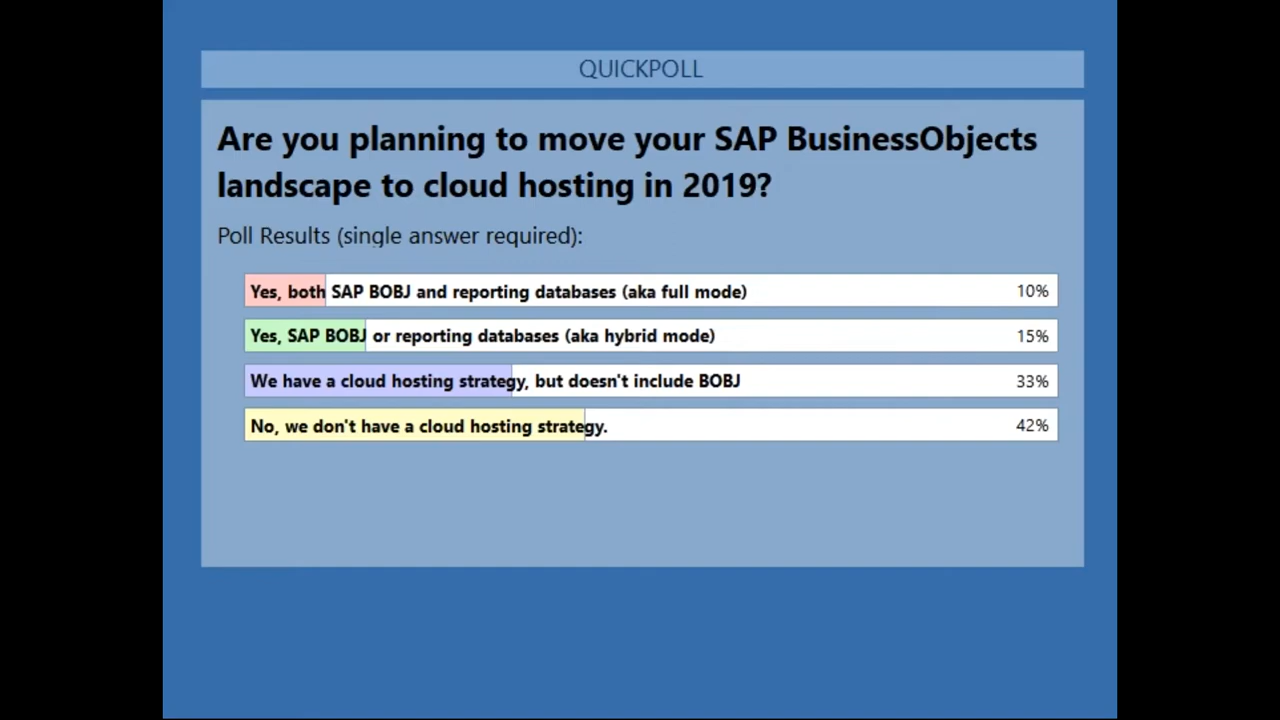 QUICKPOLL
Are you planning to move your SAP BusinessObjects
landscape to cloud hosting in 2019?
Poll Results (single answer required):
Yes, both SAP BOBJ and reporting databases (aka full mode) 10%
Yes, SAP BOBJ or reporting databases (aka hybrid mode) 15%
We have a cloud hosting strategy, but doesn't include BOBJ 33%
No, we don't have a cloud hosting strategy. 42%